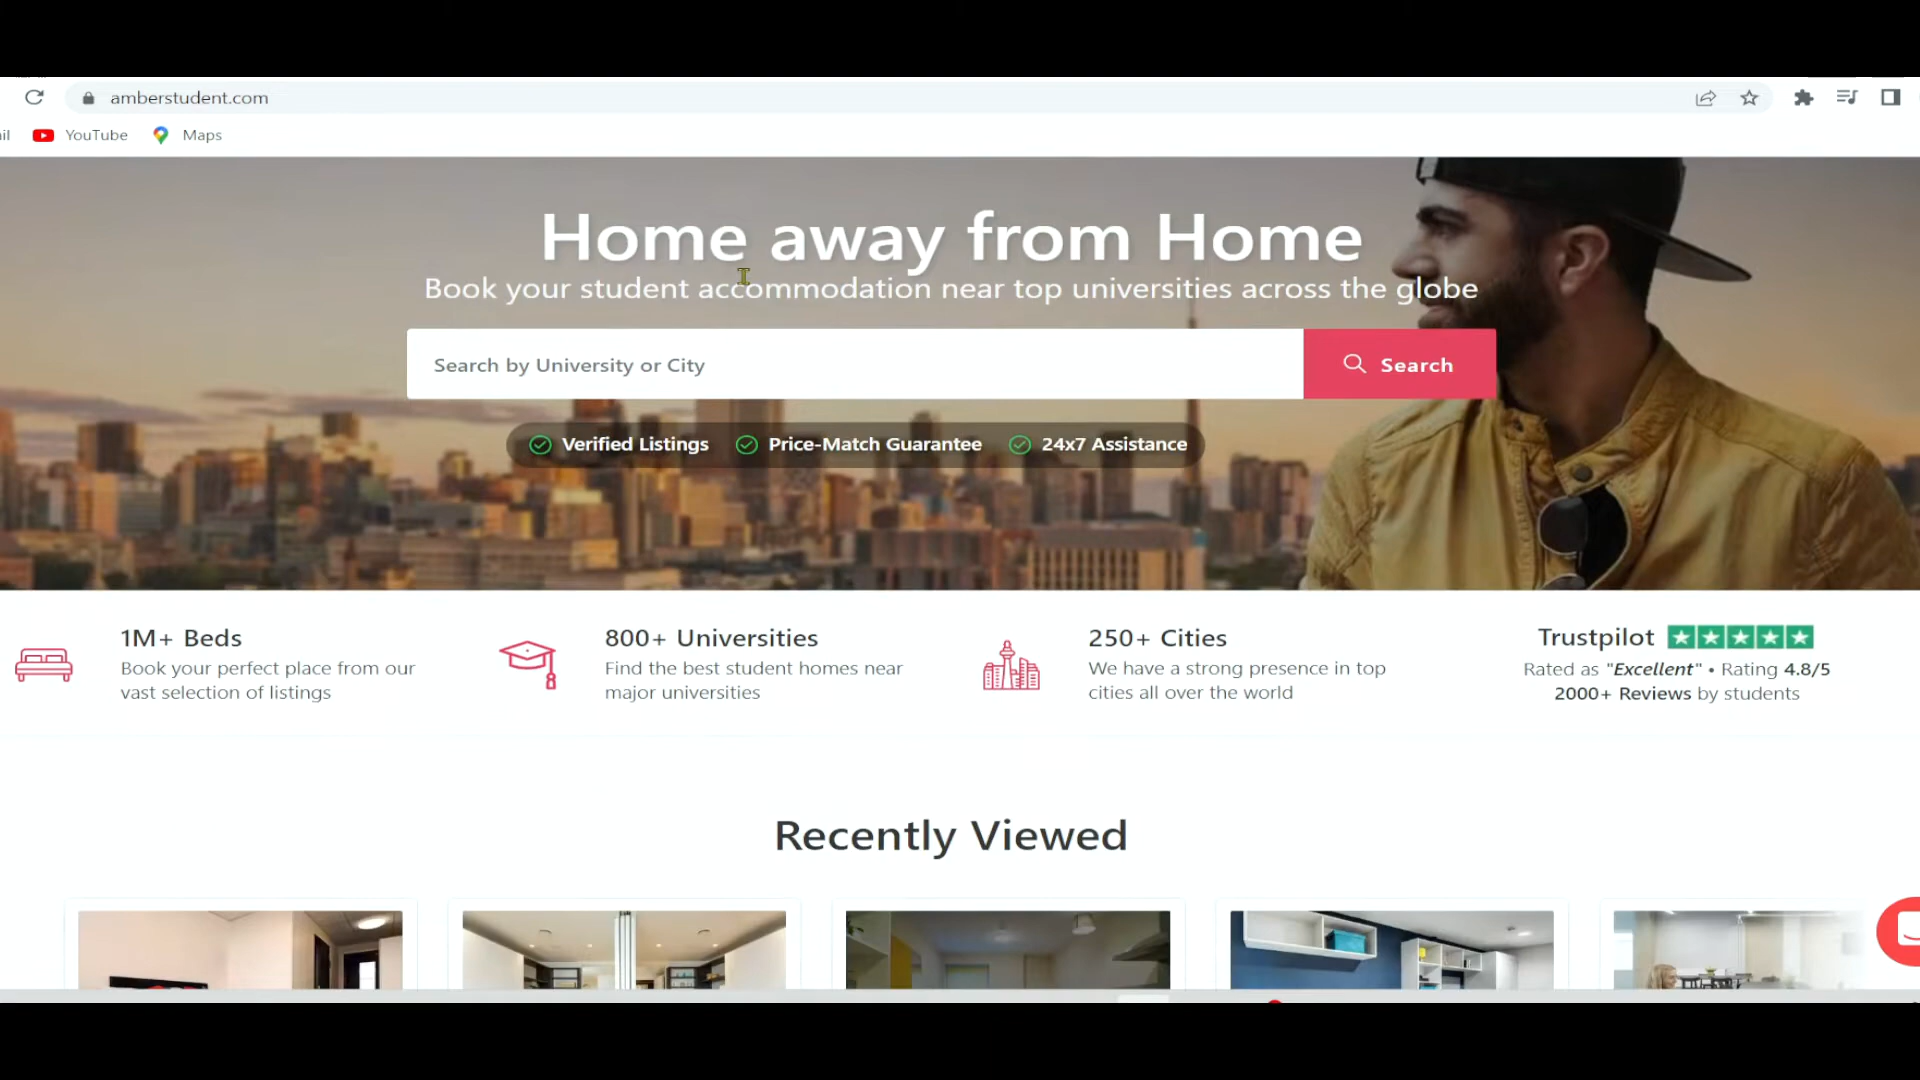 amberstudent.com
YouTube
Maps
Home away from Home
Book your student accommodation near top universities across the globe
Search by University or City
Search
Verified Listings
Price-Match Guarantee
24x7 Assistance
1M+ Beds
Book your perfect place from our
vast selection of listings
800+ Universities
Find the best student homes near
major universities
250+ Cities
We have a strong presence in top
cities all over the world
Trustpilot
Rated as "Excellent" • Rating 4.8/5
2000+ Reviews by students
Recently Viewed